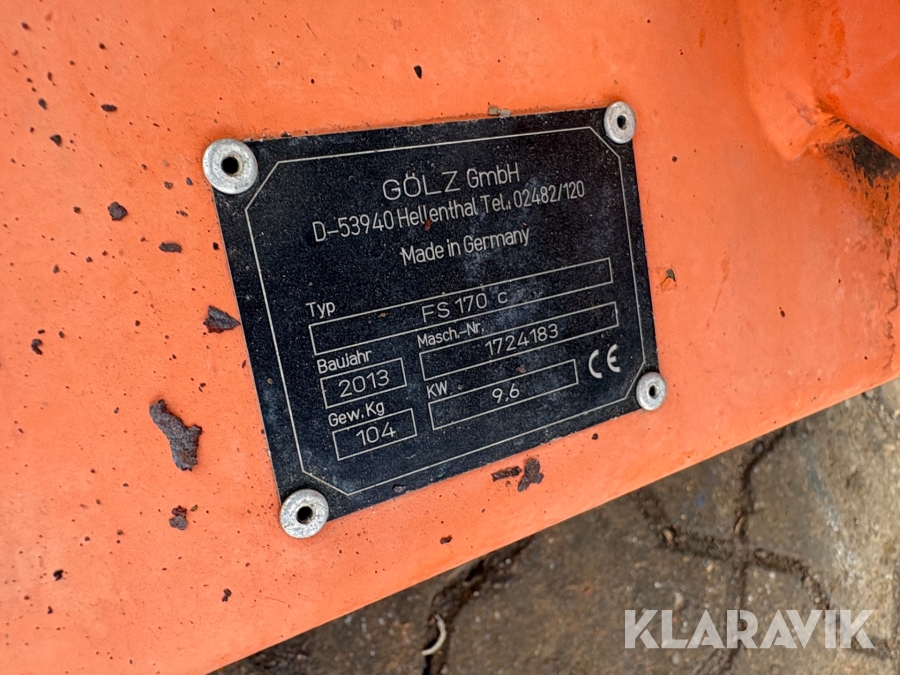 GÖLZ GmbH
D-53940 Hellenthal Tel.: 02482/120
Made in Germany
Typ
FS 170 c
Baujahr
Masch.-Nr.
2013
1724183
Gew. Kg
KW
104
9,6
CE
KLARAVIK